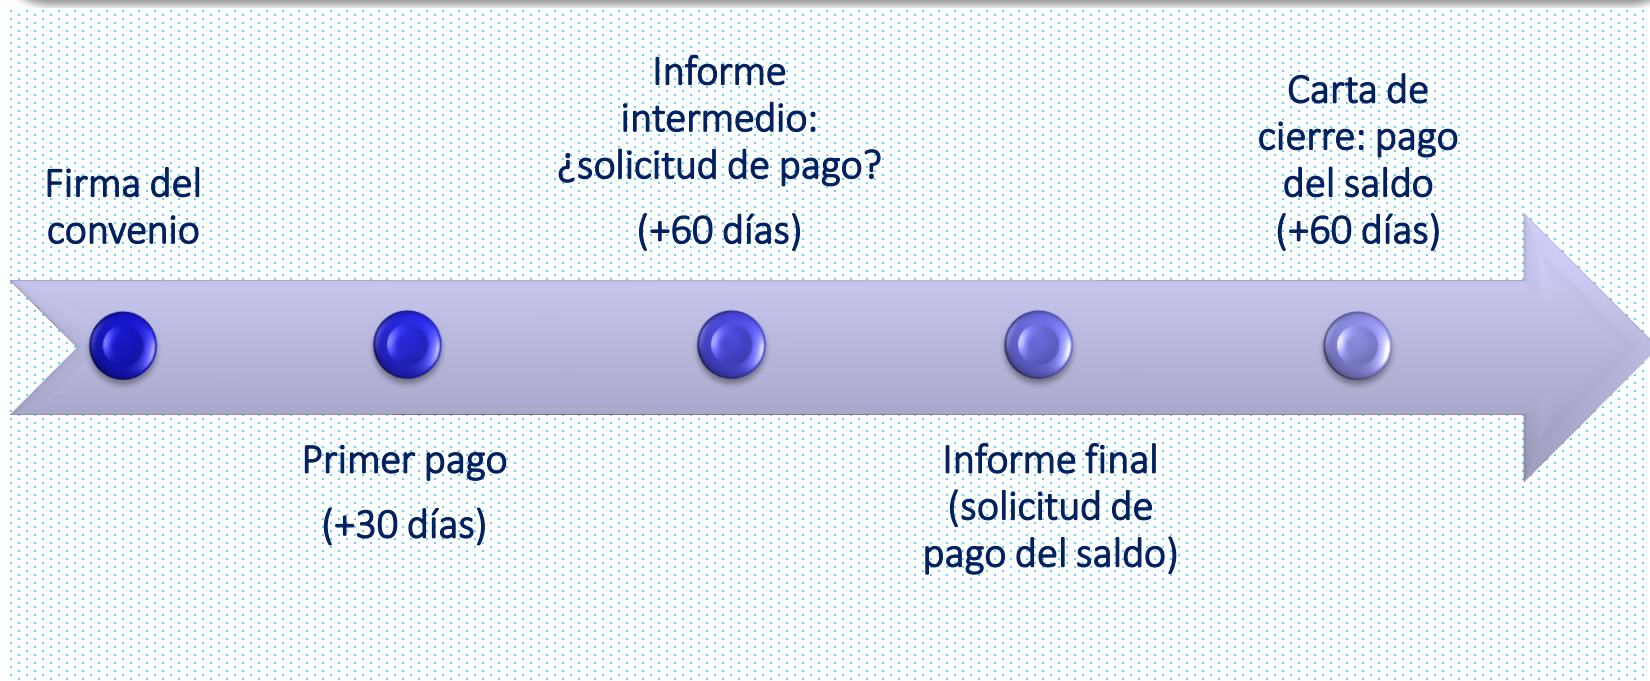 Firma del
convenio
Primer pago
(+30 días)
Informe
intermedio:
¿solicitud de pago?
(+60 días)
Informe final
(solicitud de
pago del saldo)
Carta de
cierre: pago
del saldo
(+60 días)